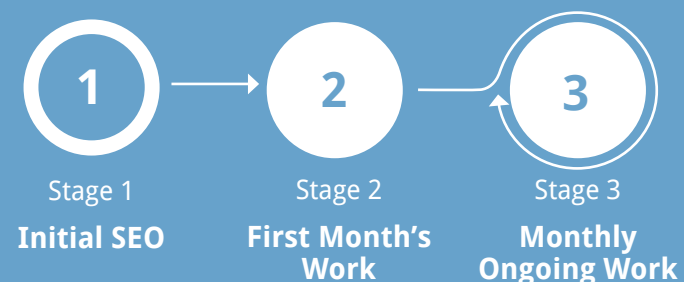 1
2
3
Stage 1
Stage 2
Stage 3
Initial SEO
First Month’s
Work
Monthly
Ongoing Work